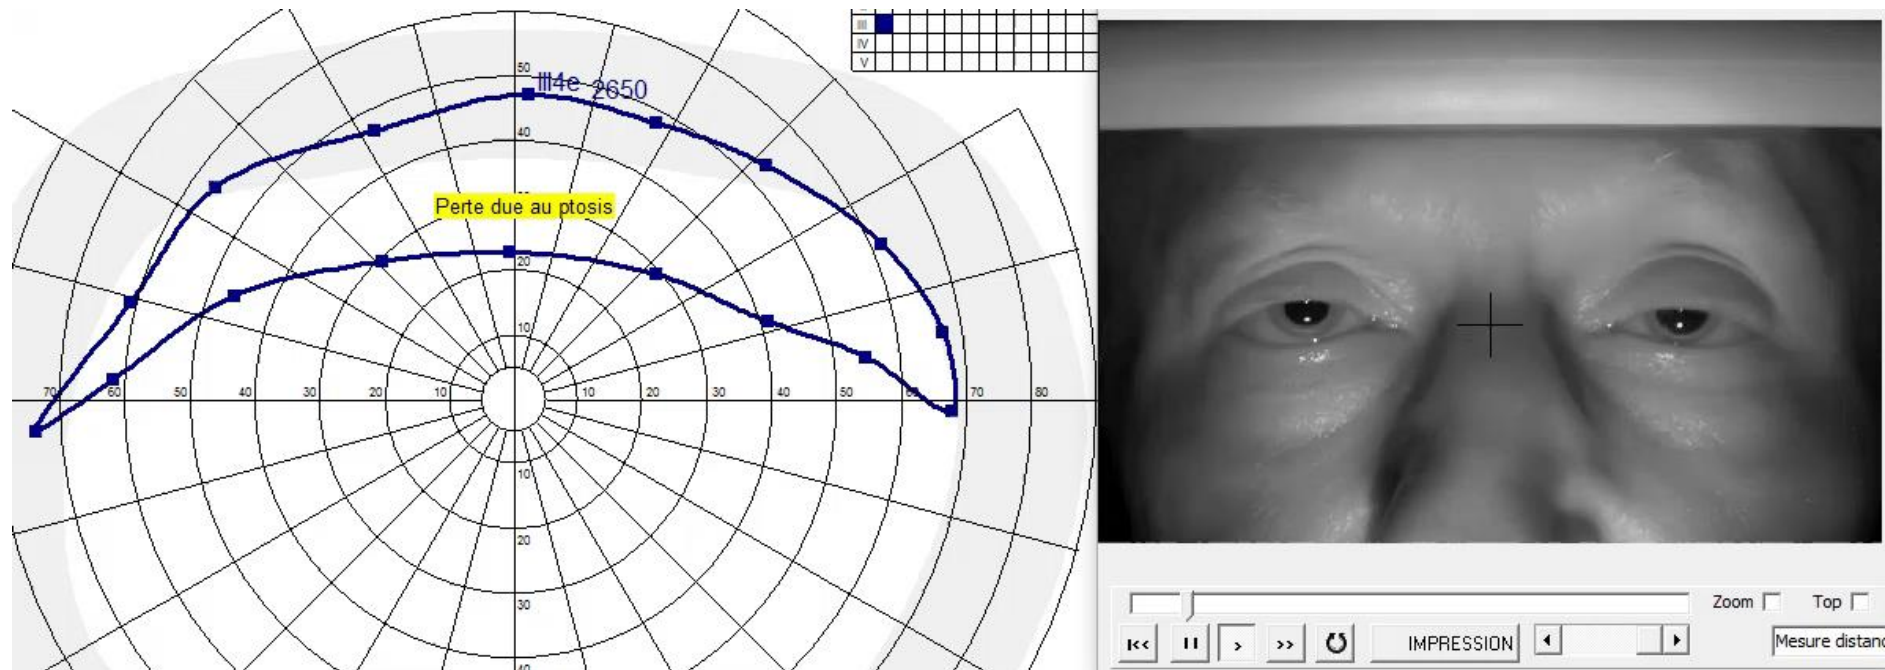 III
IV
V
50
III4e 2650
40
Perte due au ptosis
20
10
70 60 50 40 30 20 10 10 20 30 40 50 60 70 80
10
20
30
40
Zoom Top
IMPRESSION
Mesure distanc